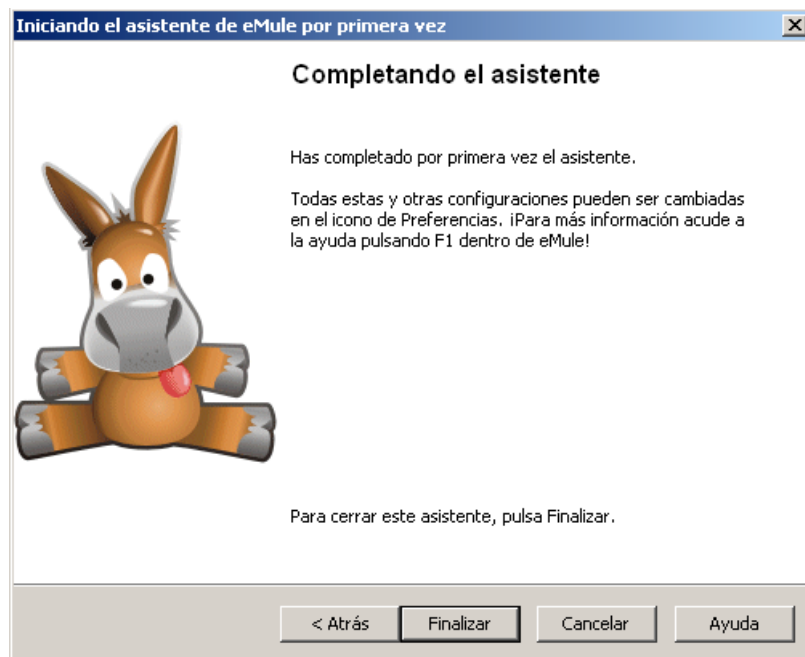 Iniciando el asistente de eMule por primera vez
Completando el asistente
Has completado por primera vez el asistente.
Todas estas y otras configuraciones pueden ser cambiadas
en el icono de Preferencias. ¡Para más información acude a
la ayuda pulsando F1 dentro de eMule!
Para cerrar este asistente, pulsa Finalizar.
< Atrás
Finalizar
Cancelar
Ayuda